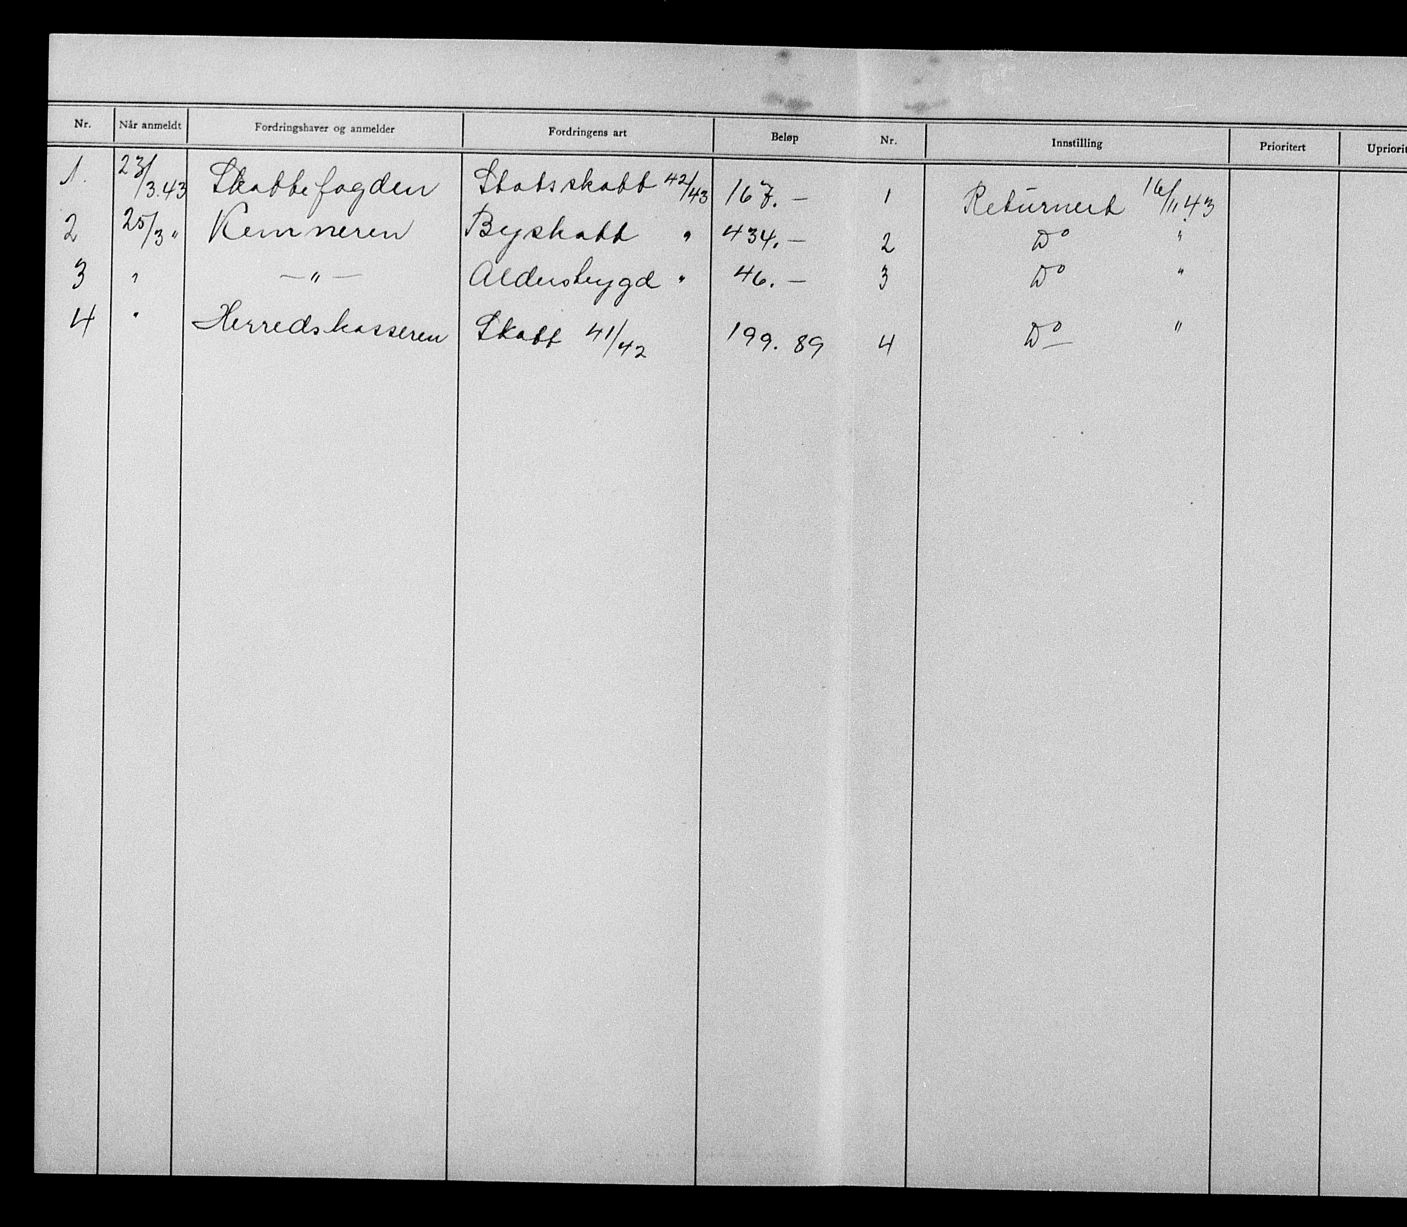 Nr. Når anmeldt Fordringshaver og anmelder Fordringens art Beløp Nr. Innstilling Prioritert Upriorit
1. 23/3.43 Skattefogden Statsskatt 42/43 167.— 1 Returnert 16/11 43
2 25/3 " Kemneren Byskatt " 434.— 2 Do "
3 " —"— Alderstrygd " 46.— 3 Do "
4 " Herredskasseren Skatt 41/42 199.89 4 Do "